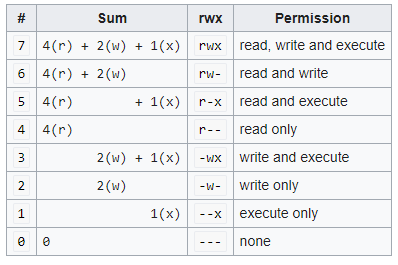 # Sum rwx Permission
7 4(r) + 2(w) + 1(x) rwx read, write and execute
6 4(r) + 2(w) rw- read and write
5 4(r) + 1(x) r-x read and execute
4 4(r) r-- read only
3 2(w) + 1(x) -wx write and execute
2 2(w) -w- write only
1 1(x) --x execute only
0 0 --- none